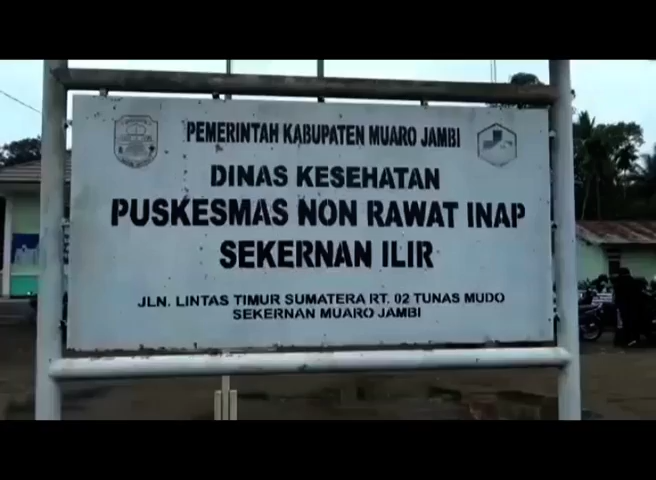 PEMERINTAH KABUPATEN MUARO JAMBI
DINAS KESEHATAN
PUSKESMAS NON RAWAT INAP
SEKERNAN ILIR
JLN. LINTAS TIMUR SUMATERA RT. 02 TUNAS MUDO
SEKERNAN MUARO JAMBI